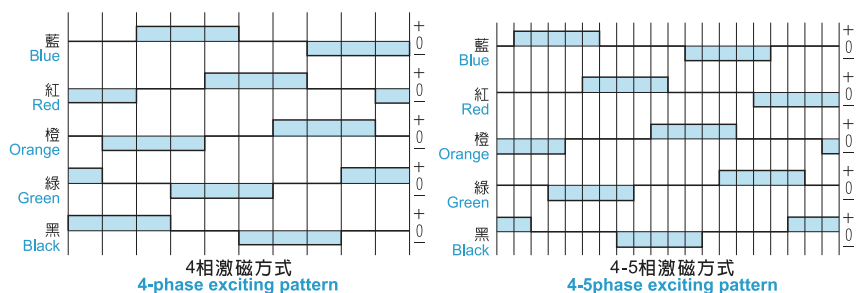 藍
Blue
+
0
−
紅
Red
+
0
−
橙
Orange
+
0
−
綠
Green
+
0
−
黑
Black
+
0
−
4相激磁方式
4-phase exciting pattern
藍
Blue
+
0
−
紅
Red
+
0
−
橙
Orange
+
0
−
綠
Green
+
0
−
黑
Black
+
0
−
4-5相激磁方式
4-5phase exciting pattern